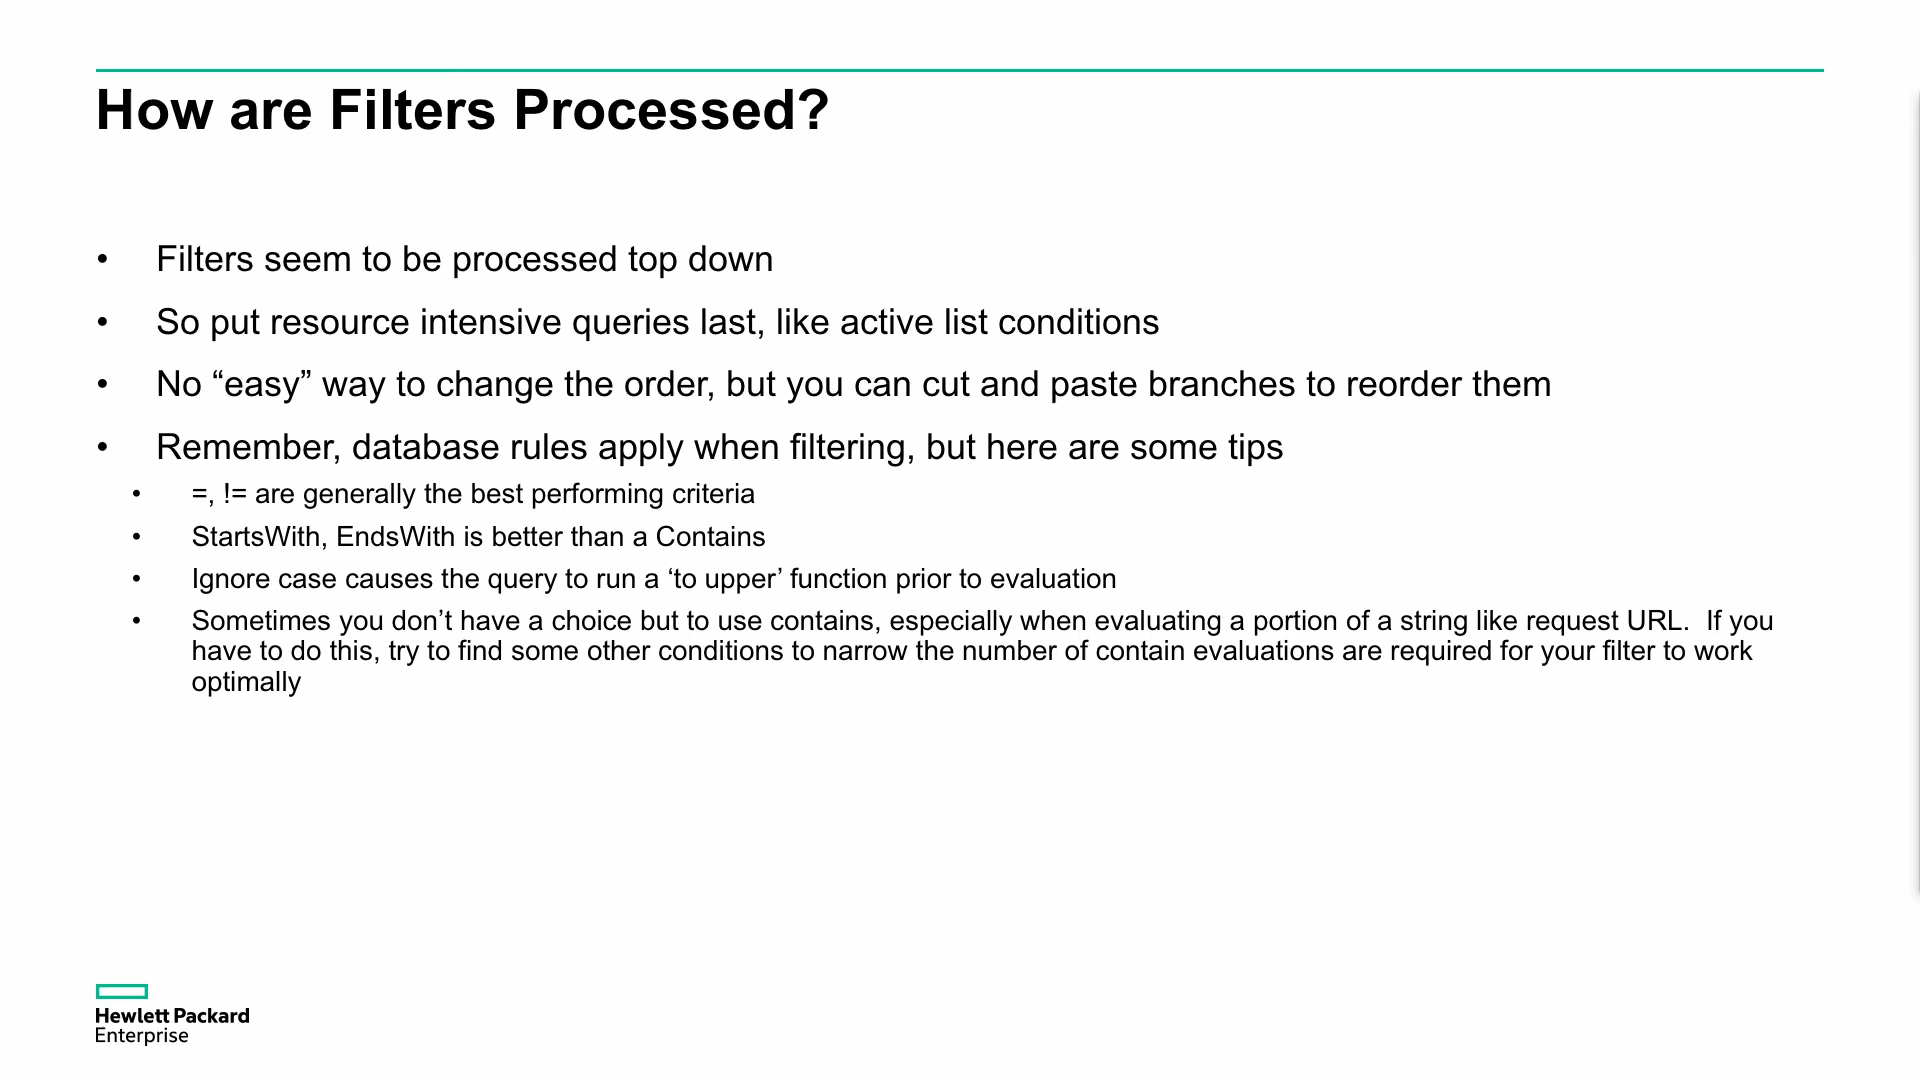 How are Filters Processed?
• Filters seem to be processed top down
• So put resource intensive queries last, like active list conditions
• No “easy” way to change the order, but you can cut and paste branches to reorder them
• Remember, database rules apply when filtering, but here are some tips
• =, != are generally the best performing criteria
• StartsWith, EndsWith is better than a Contains
• Ignore case causes the query to run a ‘to upper’ function prior to evaluation
• Sometimes you don’t have a choice but to use contains, especially when evaluating a portion of a string like request URL.  If you
have to do this, try to find some other conditions to narrow the number of contain evaluations are required for your filter to work
optimally
Hewlett Packard
Enterprise